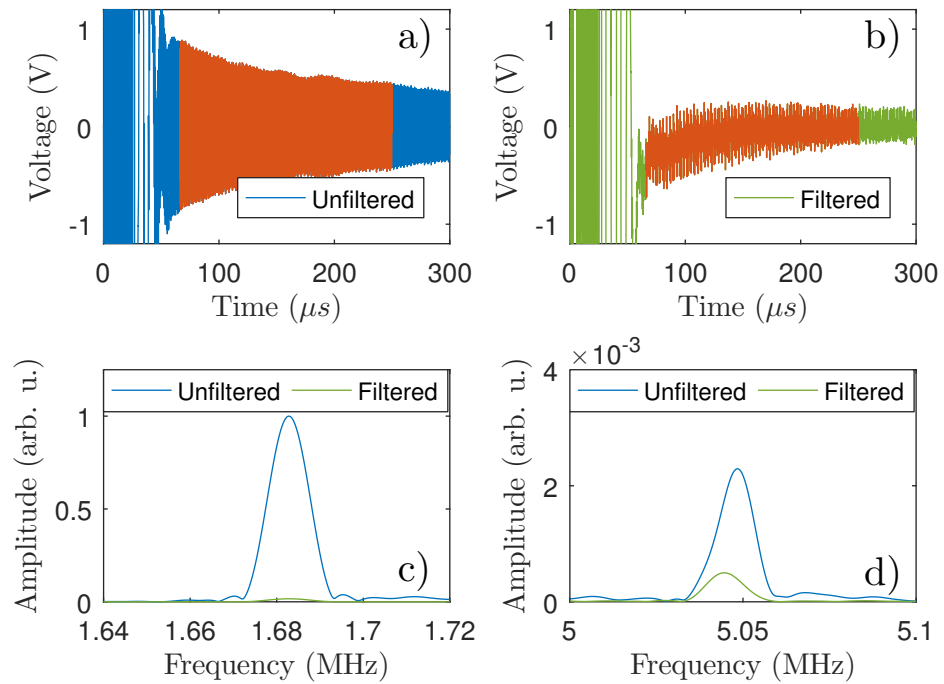 a)
Voltage (V)
1
0
-1
Unfiltered
0 100 200 300
Time (μs)
b)
Voltage (V)
1
0
-1
Filtered
0 100 200 300
Time (μs)
Amplitude (arb. u.)
1
0.5
0
Unfiltered Filtered
c)
1.64 1.66 1.68 1.7 1.72
Frequency (MHz)
×10⁻³
Amplitude (arb. u.)
4
2
0
Unfiltered Filtered
d)
5 5.05 5.1
Frequency (MHz)